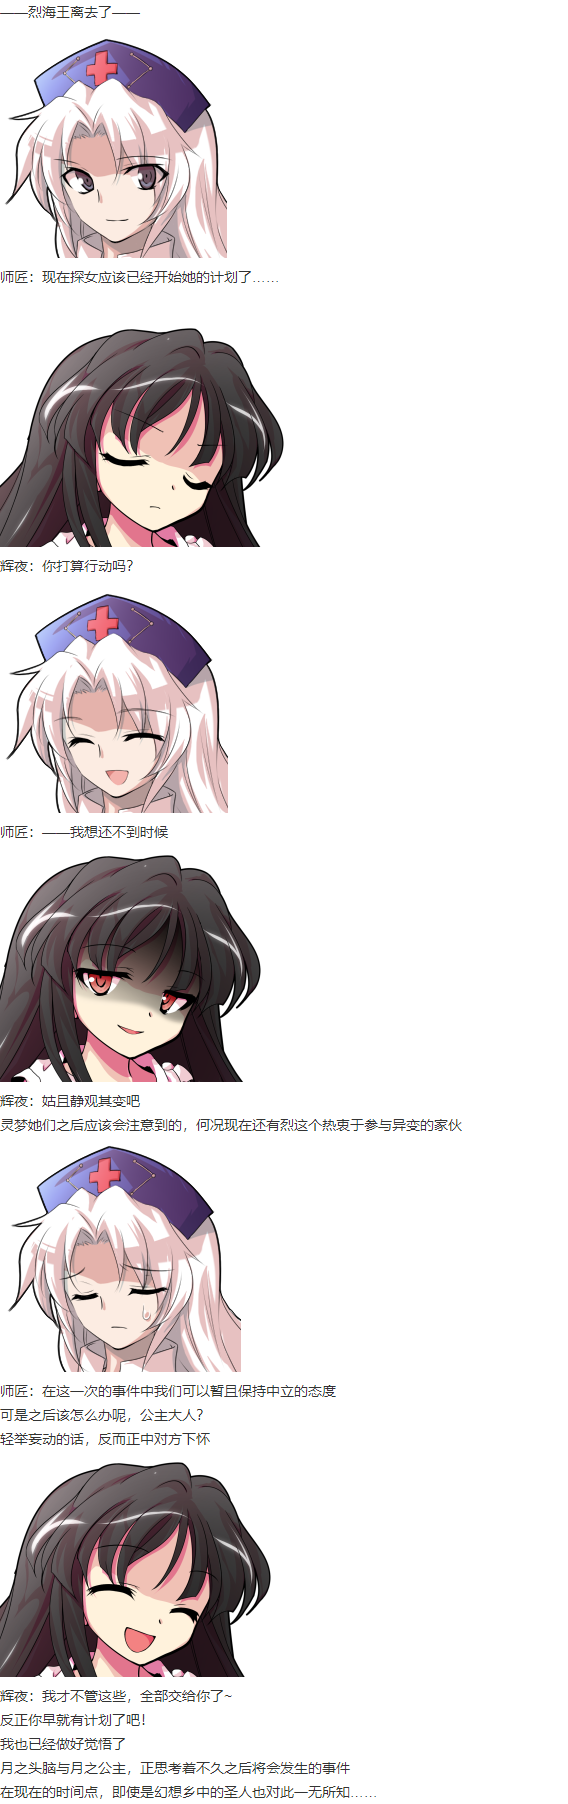 ——烈海王离去了——
师匠：现在探女应该已经开始她的计划了……
辉夜：你打算行动吗？
师匠：——我想还不到时候
辉夜：姑且静观其变吧
灵梦她们之后应该会注意到的，何况现在还有烈这个热衷于参与异变的家伙
师匠：在这一次的事件中我们可以暂且保持中立的态度
可是之后该怎么办呢，公主大人？
轻举妄动的话，反而正中对方下怀
辉夜：我才不管这些，全部交给你了~
反正你早就有计划了吧！
我也已经做好觉悟了
月之头脑与月之公主，正思考着不久之后将会发生的事件
在现在的时间点，即使是幻想乡中的圣人也对此一无所知……